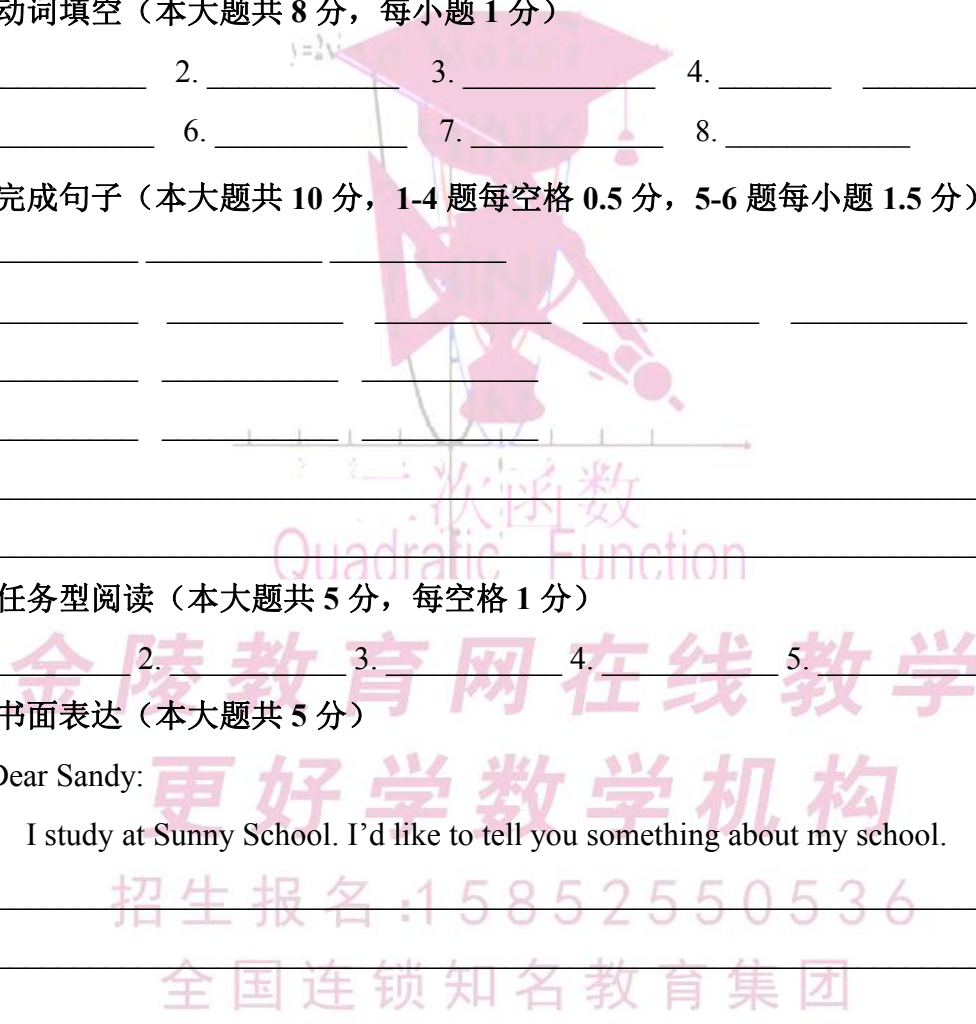 动词填空（本大题共 8 分，每小题 1 分）
y=2x
2. 3. 4.
6. 7. 8.
完成句子（本大题共 10 分，1-4 题每空格 0.5 分，5-6 题每小题 1.5 分）
二次函数
Quadratic Function
任务型阅读（本大题共 5 分，每空格 1 分）
金陵教育网在线教学
2. 3. 4. 5.
书面表达（本大题共 5 分）
更好学数学机构
Dear Sandy:
I study at Sunny School. I’d like to tell you something about my school.
招生报名:15852550536
全国连锁知名教育集团